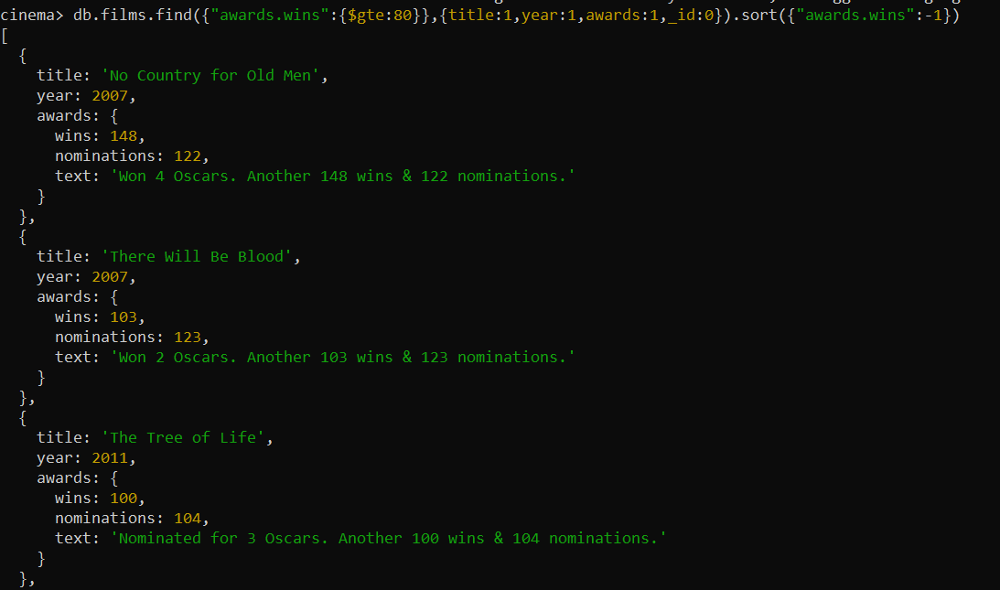 cinema> db.films.find({"awards.wins":{$gte:80}},{title:1,year:1,awards:1,_id:0}).sort({"awards.wins":-1})
[
  {
    title: 'No Country for Old Men',
    year: 2007,
    awards: {
      wins: 148,
      nominations: 122,
      text: 'Won 4 Oscars. Another 148 wins & 122 nominations.'
    }
  },
  {
    title: 'There Will Be Blood',
    year: 2007,
    awards: {
      wins: 103,
      nominations: 123,
      text: 'Won 2 Oscars. Another 103 wins & 123 nominations.'
    }
  },
  {
    title: 'The Tree of Life',
    year: 2011,
    awards: {
      wins: 100,
      nominations: 104,
      text: 'Nominated for 3 Oscars. Another 100 wins & 104 nominations.'
    }
  },